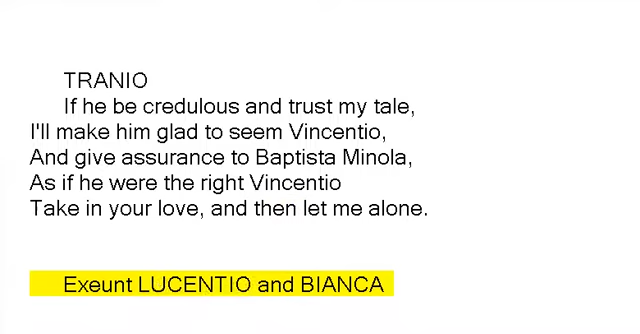 TRANIO
If he be credulous and trust my tale,
I'll make him glad to seem Vincentio,
And give assurance to Baptista Minola,
As if he were the right Vincentio
Take in your love, and then let me alone.
Exeunt LUCENTIO and BIANCA